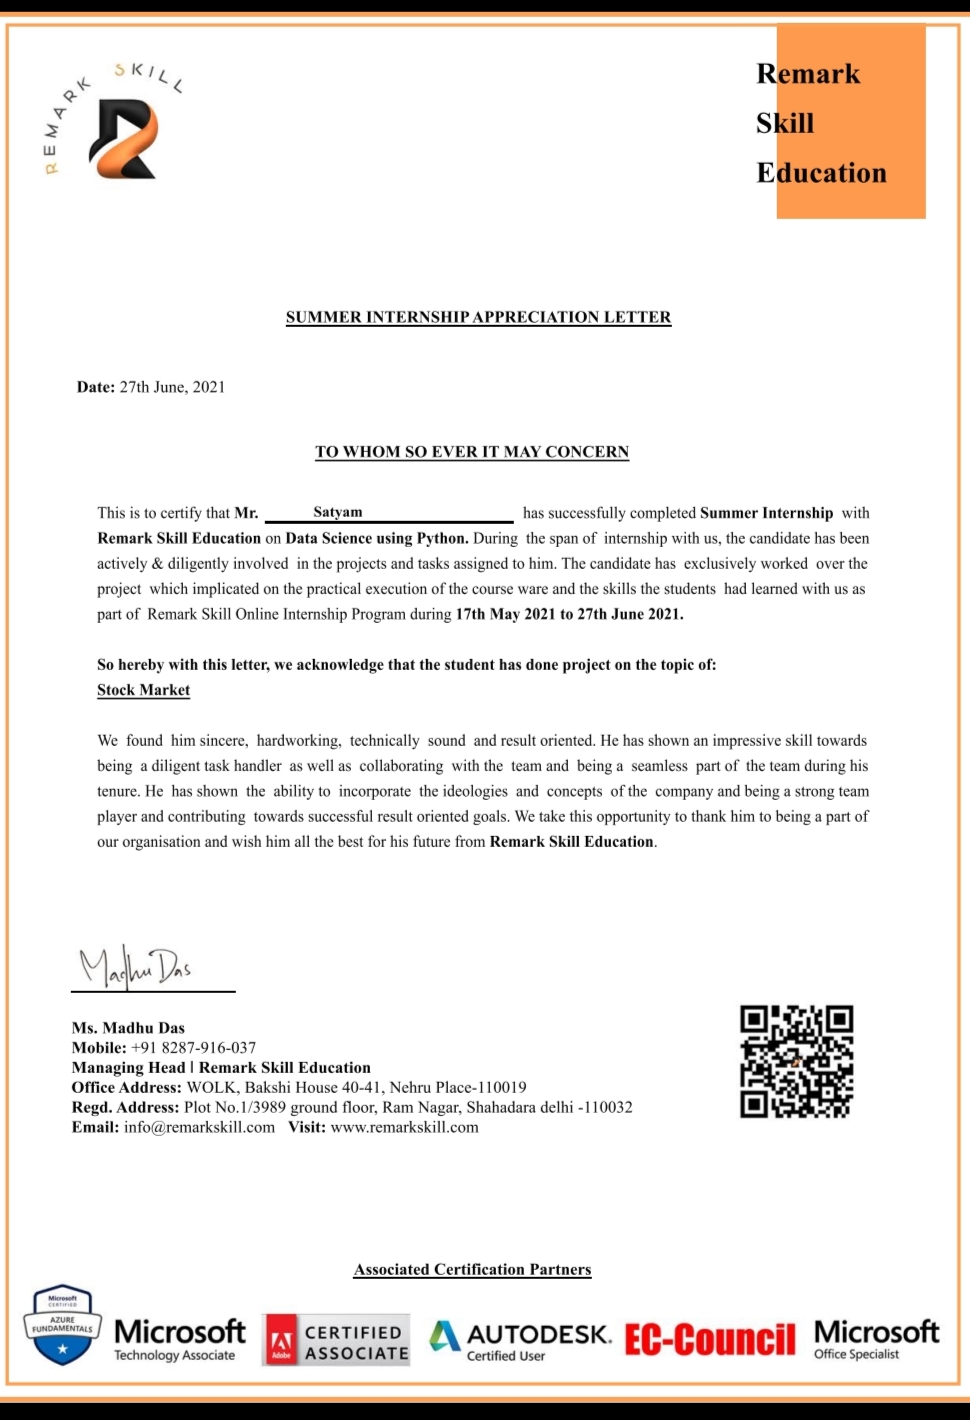 REMARK SKILL
Remark
Skill
Education
SUMMER INTERNSHIP APPRECIATION LETTER
Date: 27th June, 2021
TO WHOM SO EVER IT MAY CONCERN
This is to certify that Mr. Satyam has successfully completed Summer Internship with
Remark Skill Education on Data Science using Python. During the span of internship with us, the candidate has been
actively & diligently involved in the projects and tasks assigned to him. The candidate has exclusively worked over the
project which implicated on the practical execution of the course ware and the skills the students had learned with us as
part of Remark Skill Online Internship Program during 17th May 2021 to 27th June 2021.
So hereby with this letter, we acknowledge that the student has done project on the topic of:
Stock Market
We found him sincere, hardworking, technically sound and result oriented. He has shown an impressive skill towards
being a diligent task handler as well as collaborating with the team and being a seamless part of the team during his
tenure. He has shown the ability to incorporate the ideologies and concepts of the company and being a strong team
player and contributing towards successful result oriented goals. We take this opportunity to thank him to being a part of
our organisation and wish him all the best for his future from Remark Skill Education.
Madhu Das
Ms. Madhu Das
Mobile: +91 8287-916-037
Managing Head | Remark Skill Education
Office Address: WOLK, Bakshi House 40-41, Nehru Place-110019
Regd. Address: Plot No.1/3989 ground floor, Ram Nagar, Shahadara delhi -110032
Email: info@remarkskill.com Visit: www.remarkskill.com
Associated Certification Partners
Microsoft
CERTIFIED
AZURE
FUNDAMENTALS
Microsoft
Technology Associate
Adobe
CERTIFIED
ASSOCIATE
AUTODESK.
Certified User
EC-Council
Microsoft
Office Specialist